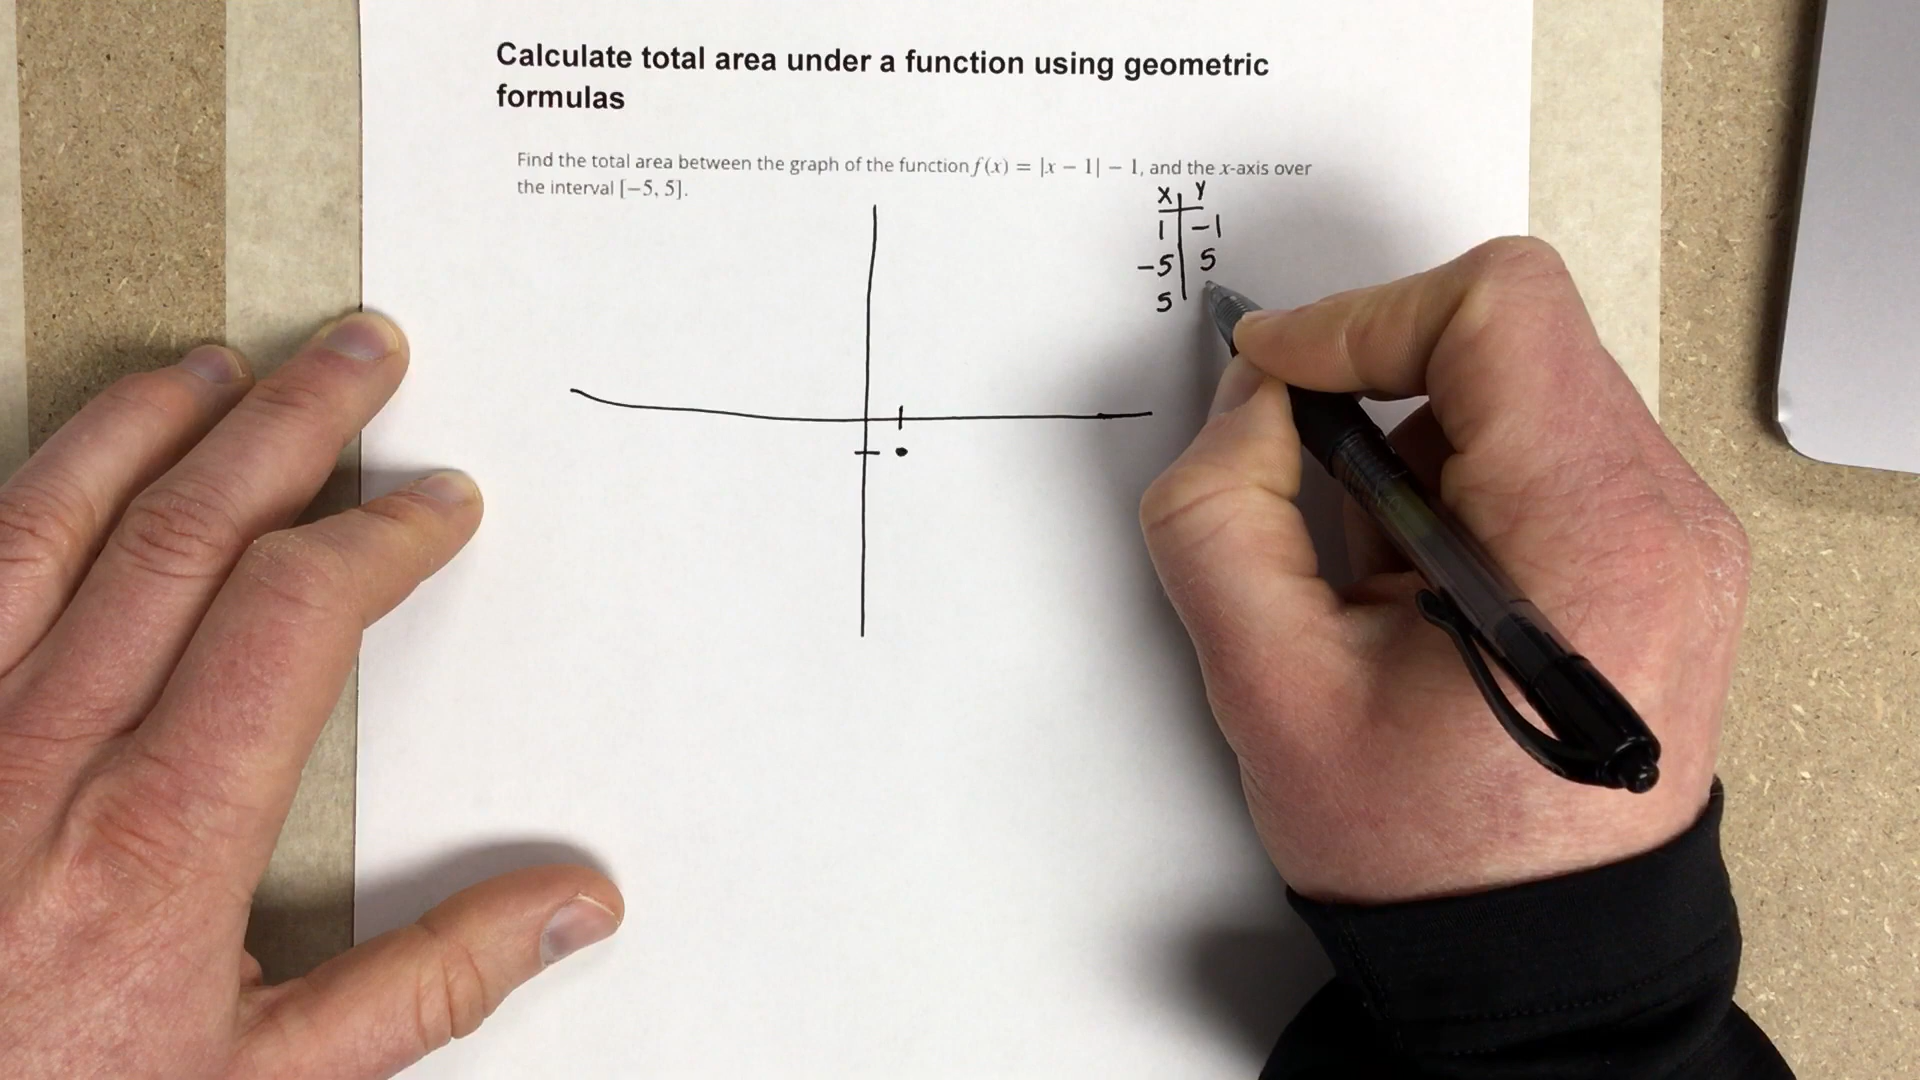 Calculate total area under a function using geometric
formulas
Find the total area between the graph of the function f(x) = |x − 1| − 1, and the x-axis over
the interval [−5, 5].
X Y
1 −1
−5 5
5